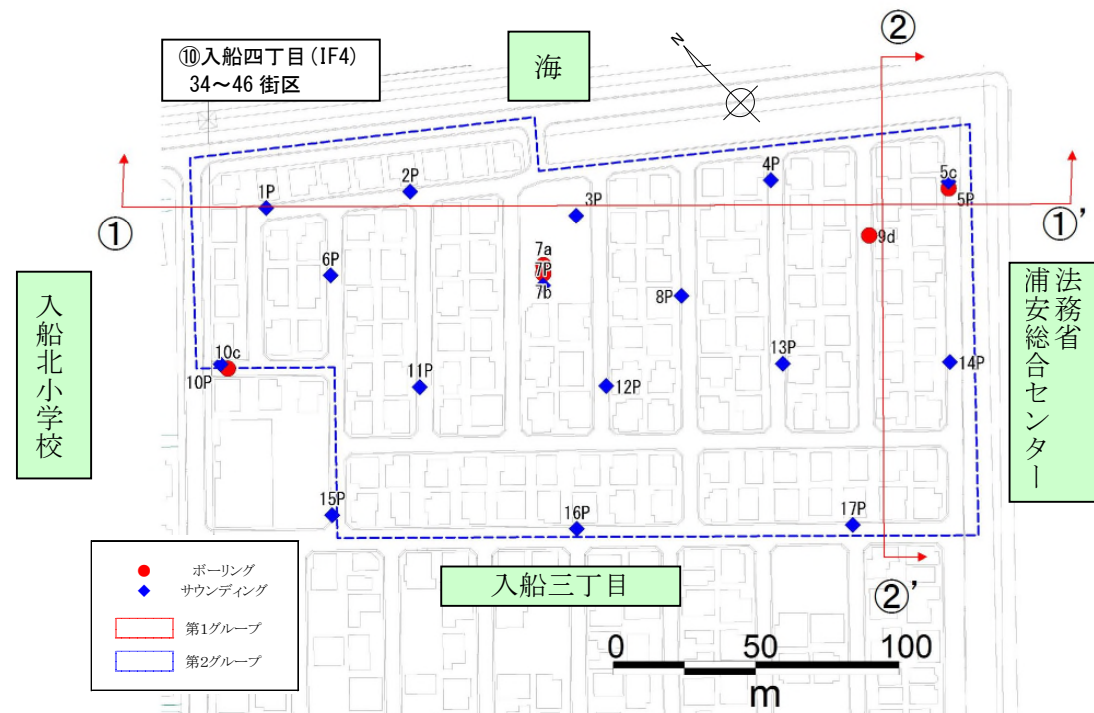 ⑩入船四丁目(IF4)
34～46 街区
海
N
②
1P
2P
3P
4P
5c
5P
①
①’
6P
7a
7P
7b
8P
9d
入船北小学校
法務省
浦安総合センター
10c
10P
11P
12P
13P
14P
15P
16P
17P
ボーリング
サウンディング
第1グループ
第2グループ
入船三丁目
②’
0 50 100
m